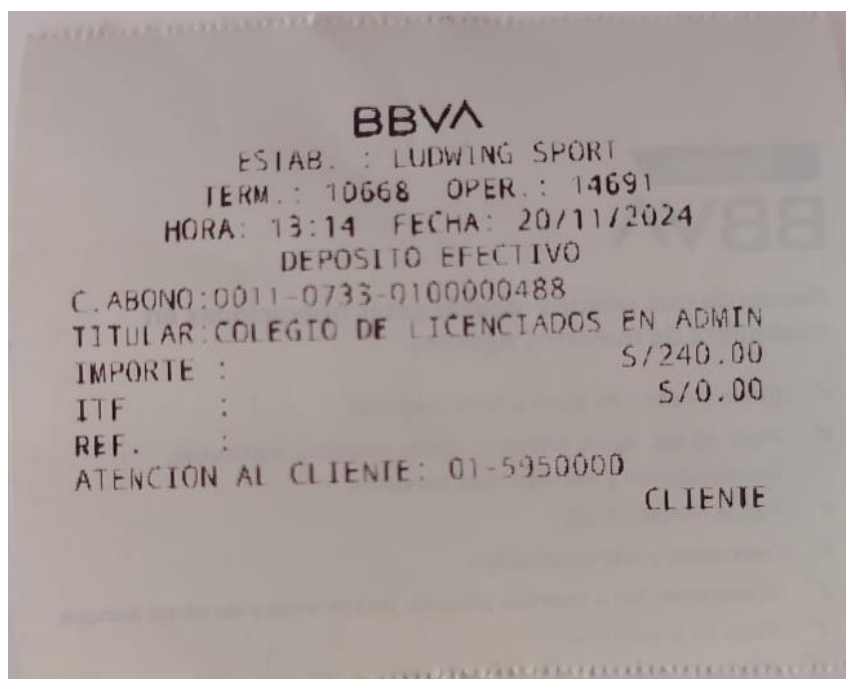 BBVA
ESTAB. : LUDWING SPORT
TERM.: 10668 OPER.: 14691
HORA: 13:14 FECHA: 20/11/2024
DEPOSITO EFECTIVO
C.ABONO:0011-0733-0100000488
TITULAR:COLEGIO DE LICENCIADOS EN ADMIN
IMPORTE : S/240.00
ITF : S/0.00
REF. :
ATENCION AL CLIENTE: 01-5950000
CLIENTE